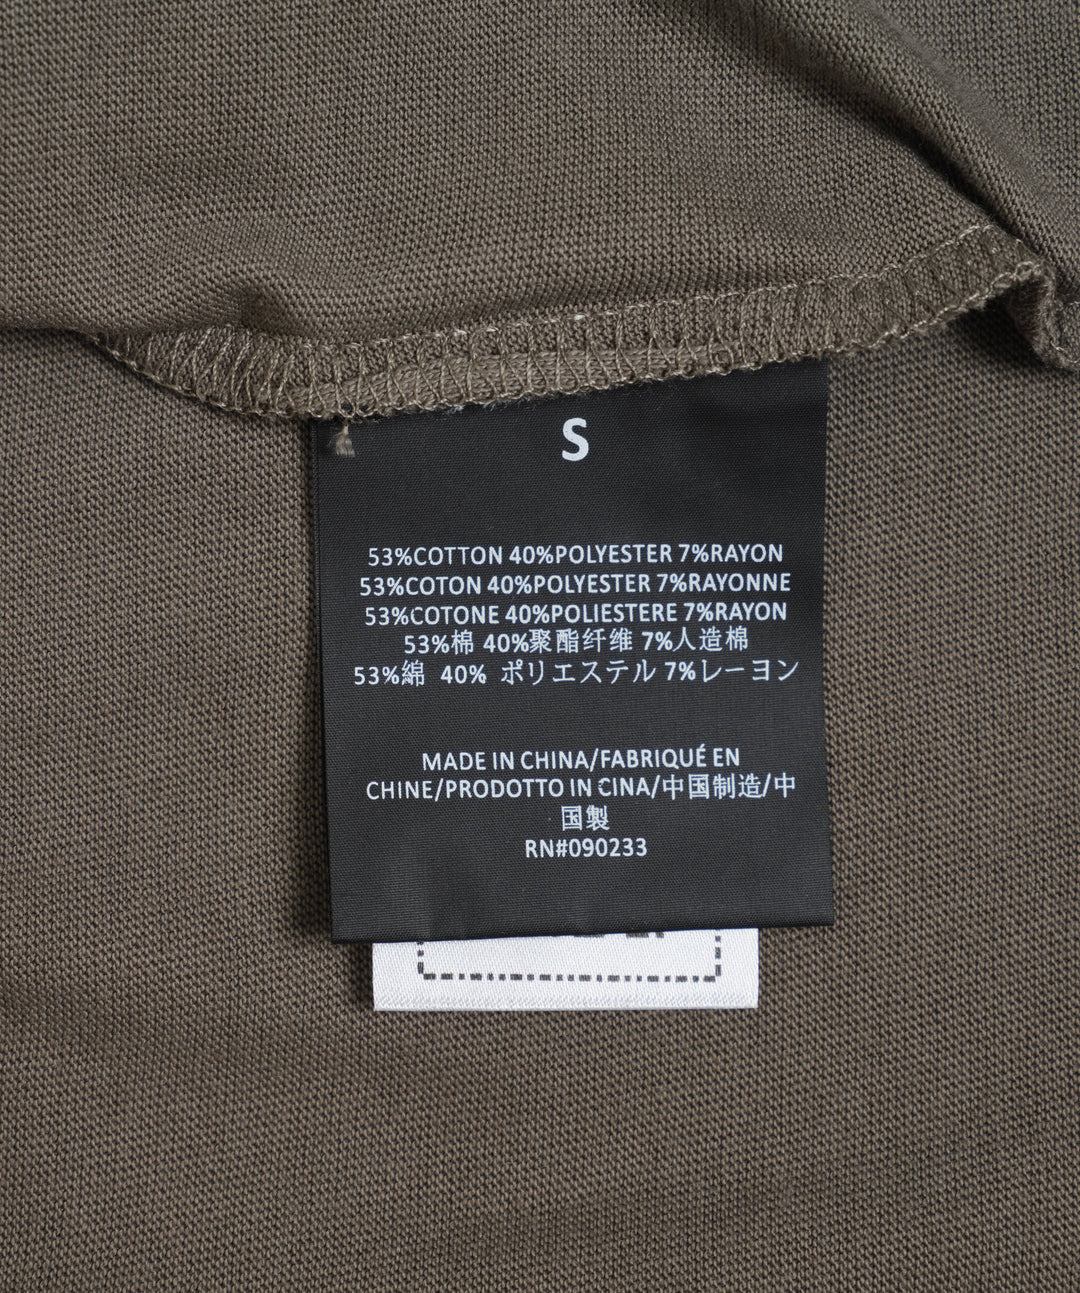 S
53%COTTON 40%POLYESTER 7%RAYON
53%COTON 40%POLYESTER 7%RAYONNE
53%COTONE 40%POLIESTERE 7%RAYON
53%棉 40%聚酯纤维 7%人造棉
53%綿 40% ポリエステル 7%レーヨン
MADE IN CHINA/FABRIQUÉ EN
CHINE/PRODOTTO IN CINA/中国制造/中
国製
RN#090233